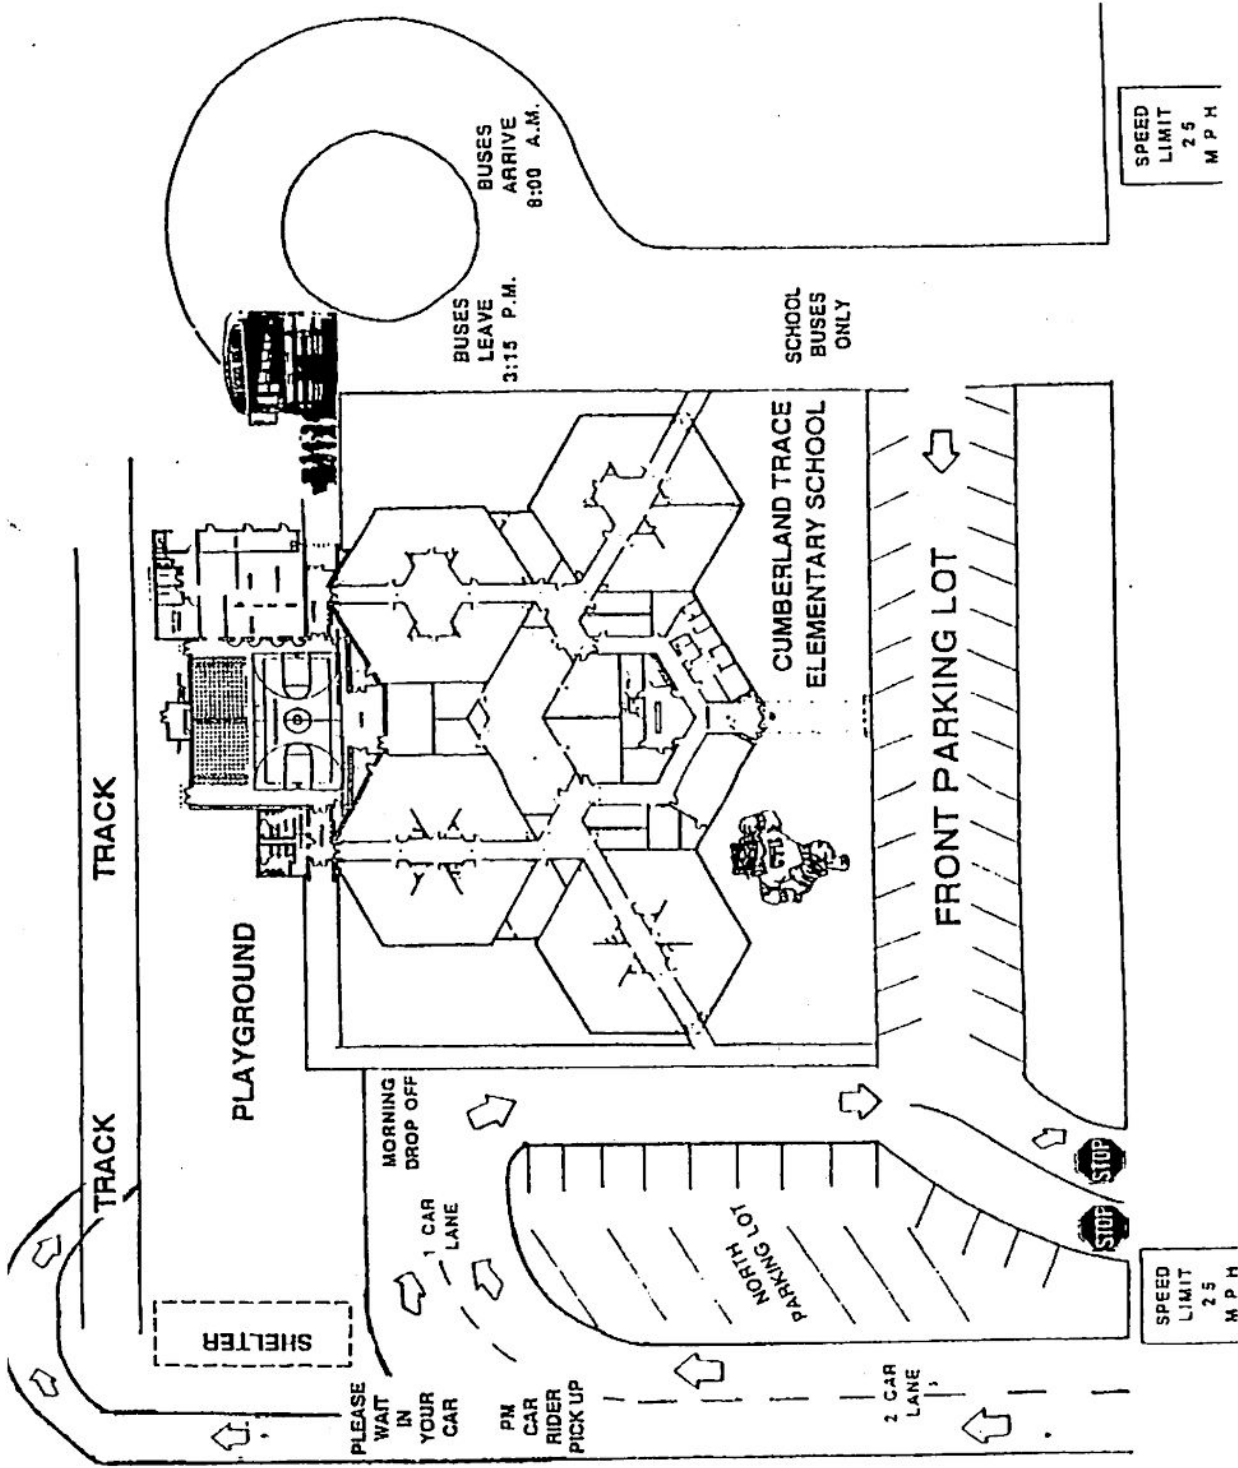 TRACK
TRACK
PLAYGROUND
SHELTER
BUSES
LEAVE
3:15 P.M.
BUSES
ARRIVE
8:00 A.M.
SCHOOL
BUSES
ONLY
SPEED
LIMIT
25
M P H
CUMBERLAND TRACE
ELEMENTARY SCHOOL
FRONT PARKING LOT
MORNING
DROP OFF
1 CAR
LANE
NORTH
PARKING LOT
PLEASE
WAIT
IN
YOUR
CAR
PM
CAR
RIDER
PICK UP
2 CAR
LANE
STOP
STOP
SPEED
LIMIT
25
M P H